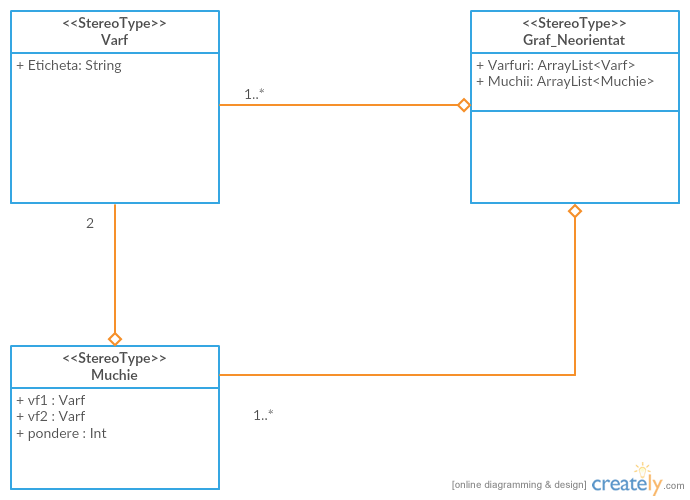 <<StereoType>>
Varf
+ Eticheta: String
1..*
<<StereoType>>
Graf_Neorientat
+ Varfuri: ArrayList<Varf>
+ Muchii: ArrayList<Muchie>
2
<<StereoType>>
Muchie
+ vf1 : Varf
+ vf2 : Varf
+ pondere : Int
1..*
[online diagramming & design] creately.com